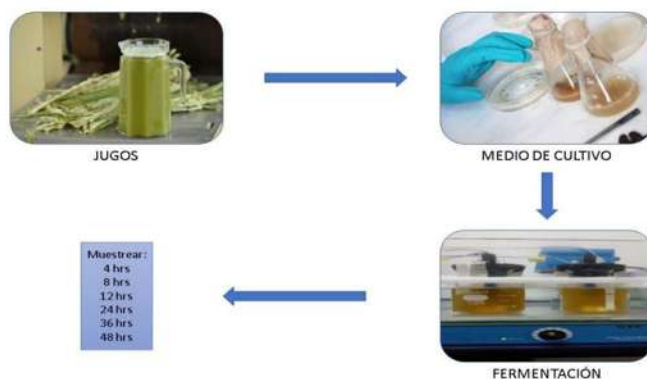 JUGOS
MEDIO DE CULTIVO
FERMENTACIÓN
Muestrear:
4 hrs
8 hrs
12 hrs
24 hrs
36 hrs
48 hrs